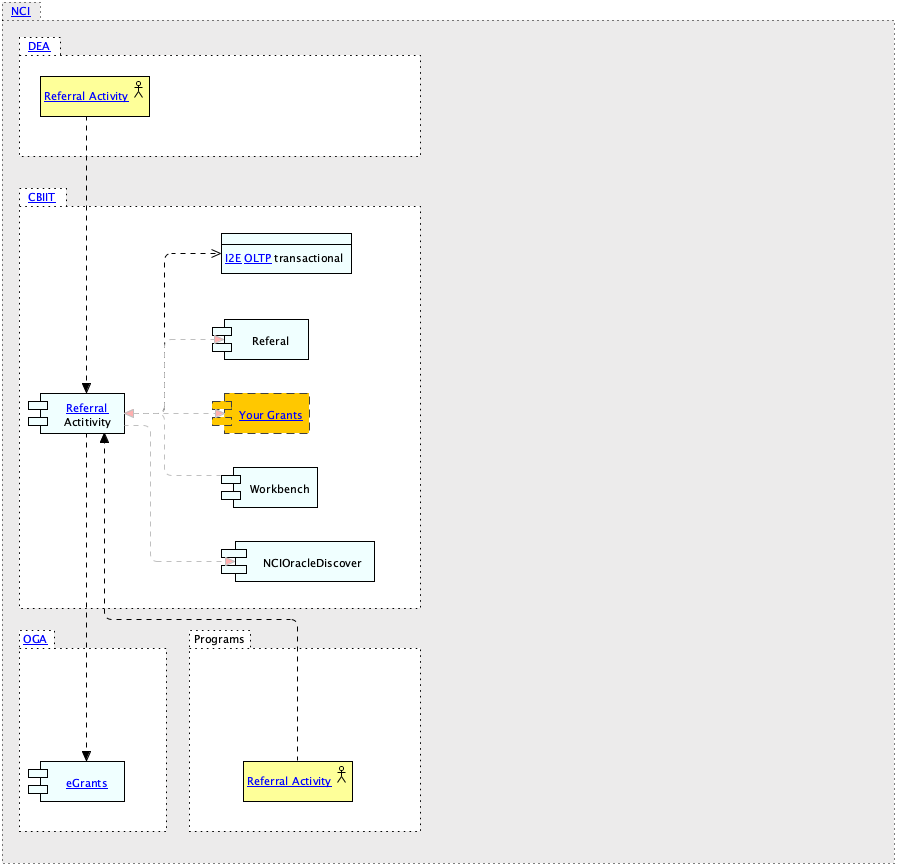 NCI
DEA
Referral Activity
CBIIT
I2E OLTP transactional
Referal
Referral
Actitivity
Your Grants
Workbench
NCIOracleDiscover
OGA
Programs
eGrants
Referral Activity